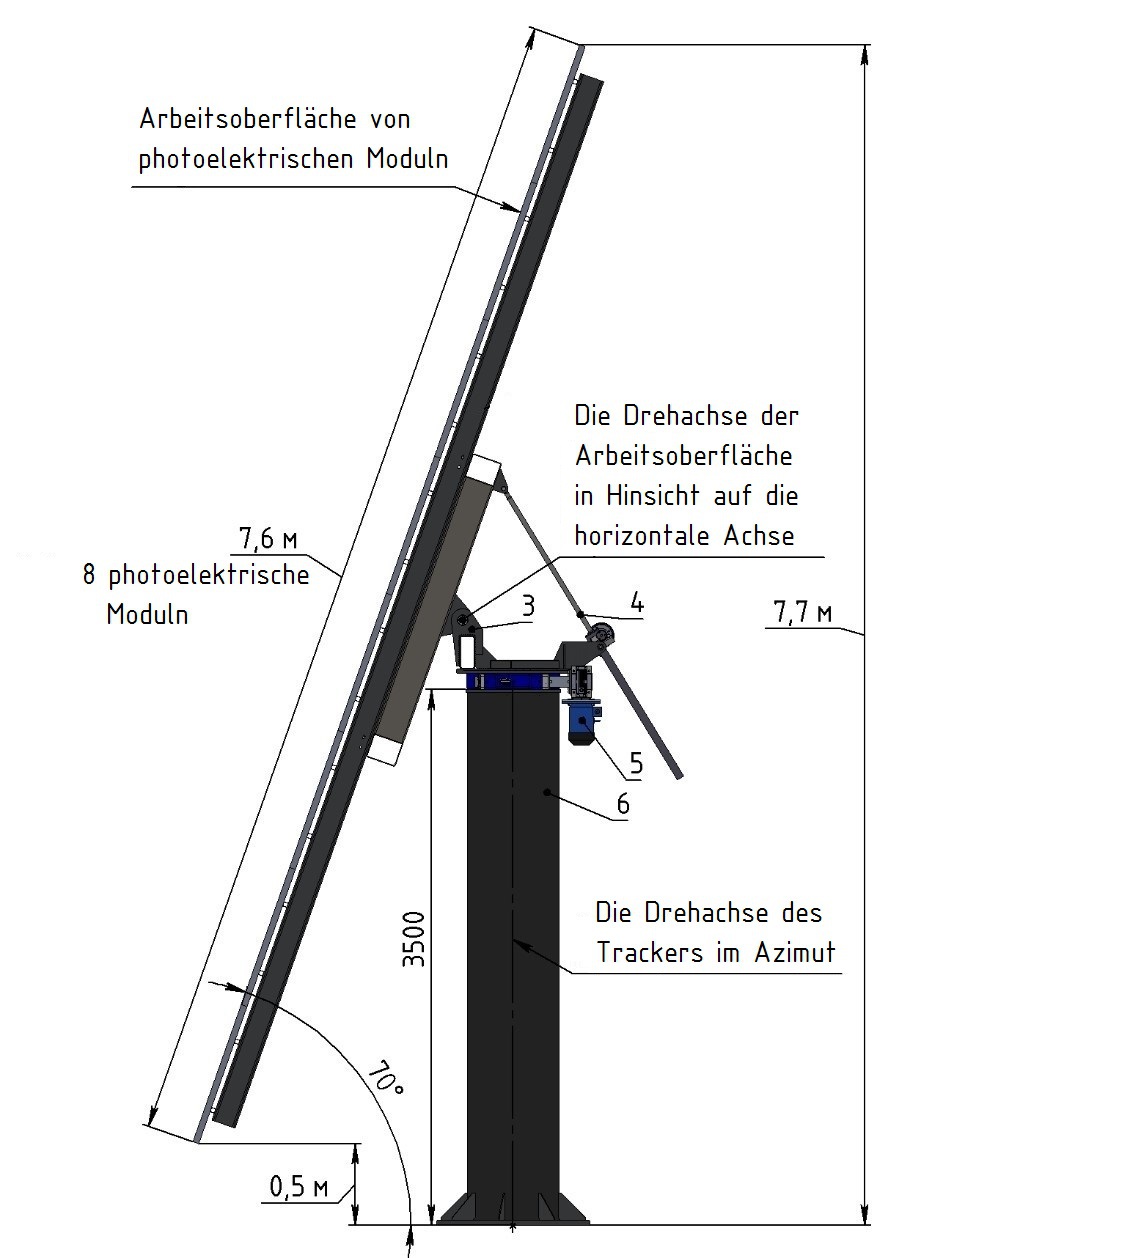 Arbeitsoberfläche von
photoelektrischen Moduln
Die Drehachse der
Arbeitsoberfläche
in Hinsicht auf die
horizontale Achse
7,6 м
8 photoelektrische
Moduln
3
4
7,7 м
5
6
3500
Die Drehachse des
Trackers im Azimut
70°
0,5 м